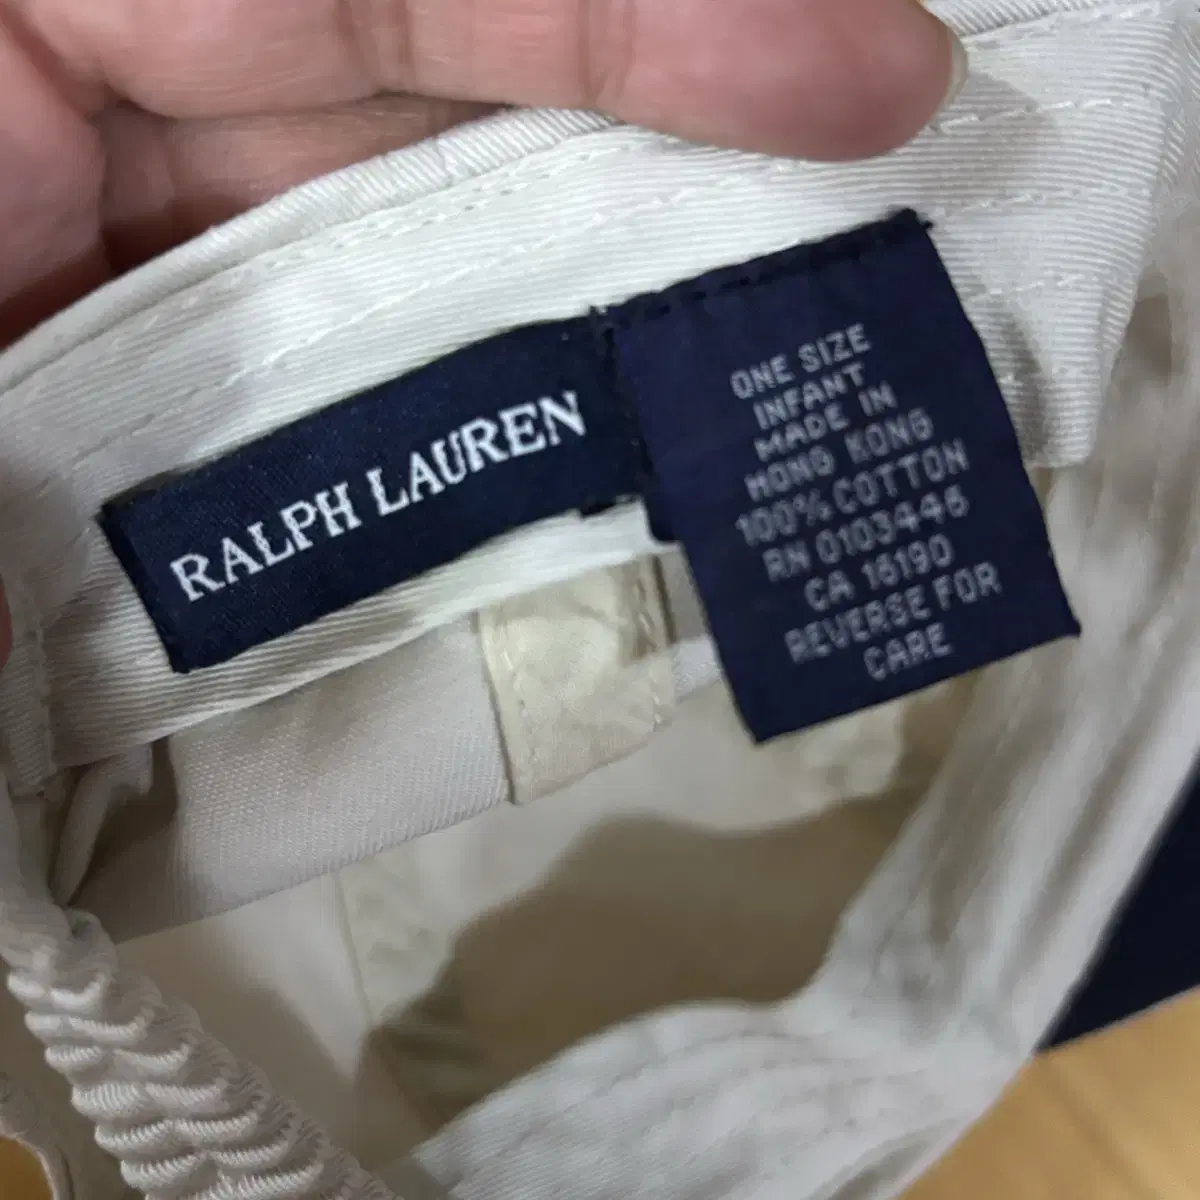 RALPH LAUREN
ONE SIZE
INFANT
MADE IN
HONG KONG
100% COTTON
RN 0103446
CA 16190
REVERSE FOR
CARE